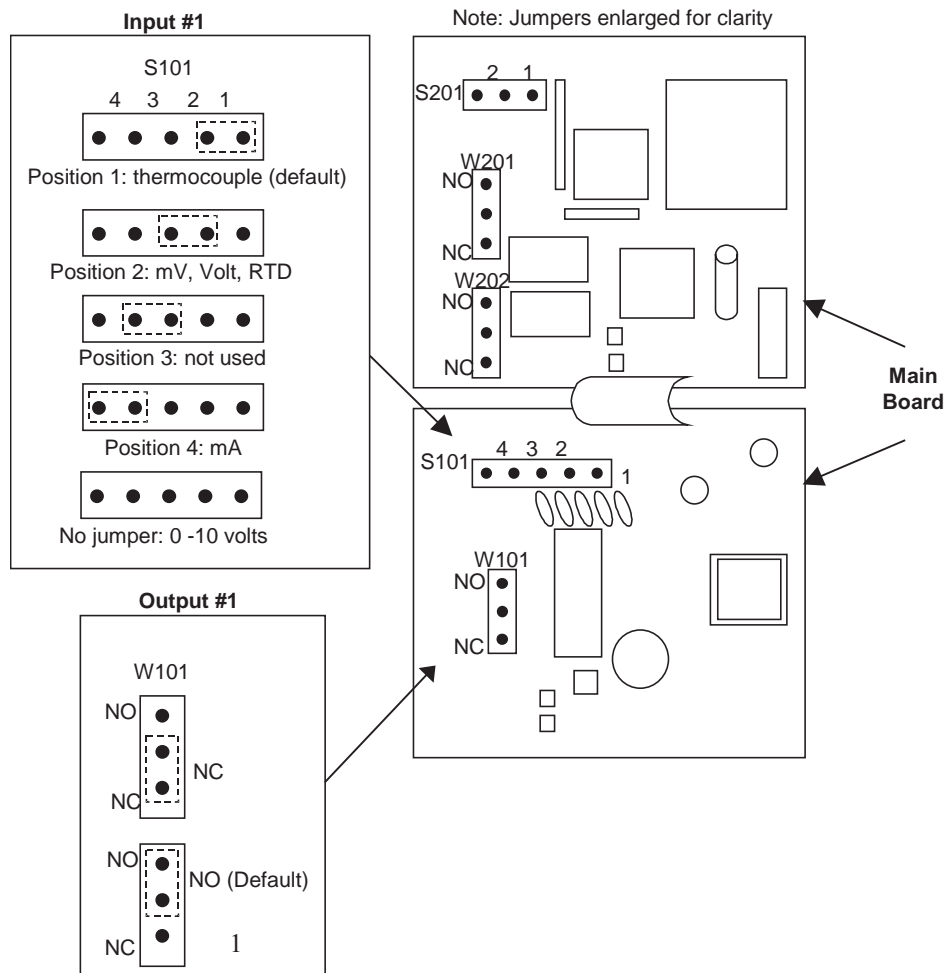 Input #1
S101
4 3 2 1
Position 1: thermocouple (default)
Position 2: mV, Volt, RTD
Position 3: not used
Position 4: mA
No jumper: 0 -10 volts
Note: Jumpers enlarged for clarity
2 1
S201
W201
NO
NC
W202
NO
NC
Main
Board
4 3 2
S101
1
W101
NO
NC
Output #1
W101
NO
NC
NC
NO
NO (Default)
NC
1